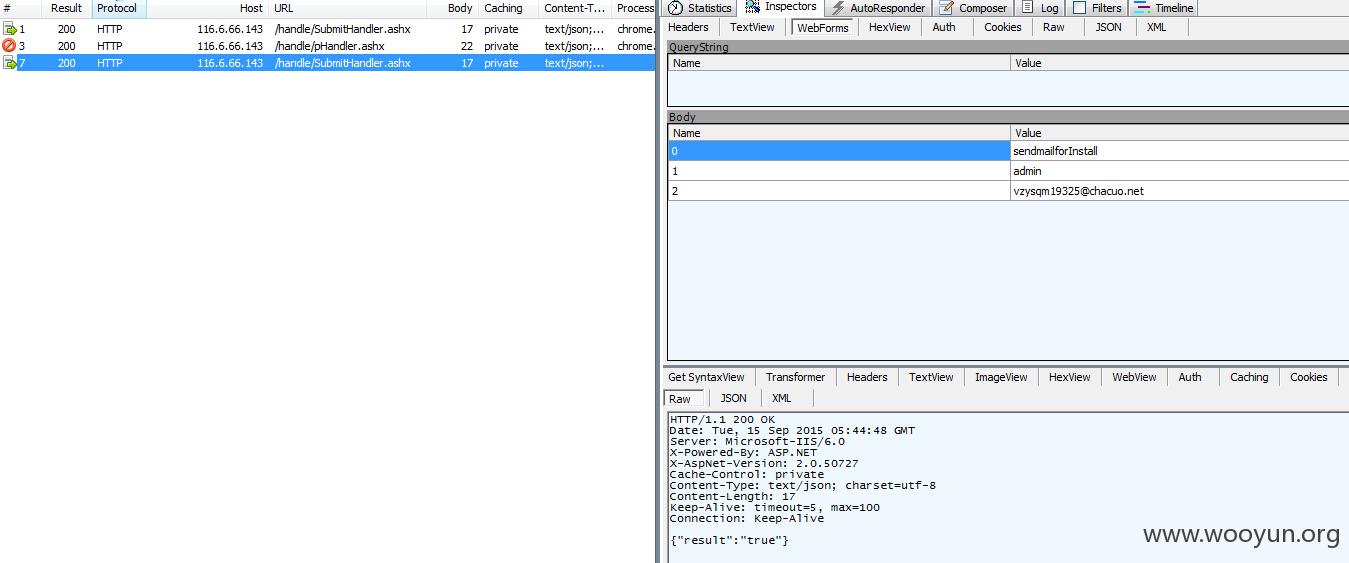 # Result Protocol Host URL Body Caching Content-T... Process
1 200 HTTP 116.6.66.143 /handle/SubmitHandler.ashx 17 private text/json;... chrome.
3 200 HTTP 116.6.66.143 /handle/pHandler.ashx 22 private text/json;... chrome.
7 200 HTTP 116.6.66.143 /handle/SubmitHandler.ashx 17 private text/json;...
Statistics Inspectors AutoResponder Composer Log Filters Timeline
Headers TextView WebForms HexView Auth Cookies Raw JSON XML
QueryString
Name Value
Body
Name Value
0 sendmailforInstall
1 admin
2 vzysqm19325@chacuo.net
Get SyntaxView Transformer Headers TextView ImageView HexView WebView Auth Caching Cookies
Raw JSON XML
HTTP/1.1 200 OK
Date: Tue, 15 Sep 2015 05:44:48 GMT
Server: Microsoft-IIS/6.0
X-Powered-By: ASP.NET
X-AspNet-Version: 2.0.50727
Cache-Control: private
Content-Type: text/json; charset=utf-8
Content-Length: 17
Keep-Alive: timeout=5, max=100
Connection: Keep-Alive
{"result":"true"}
www.wooyun.org